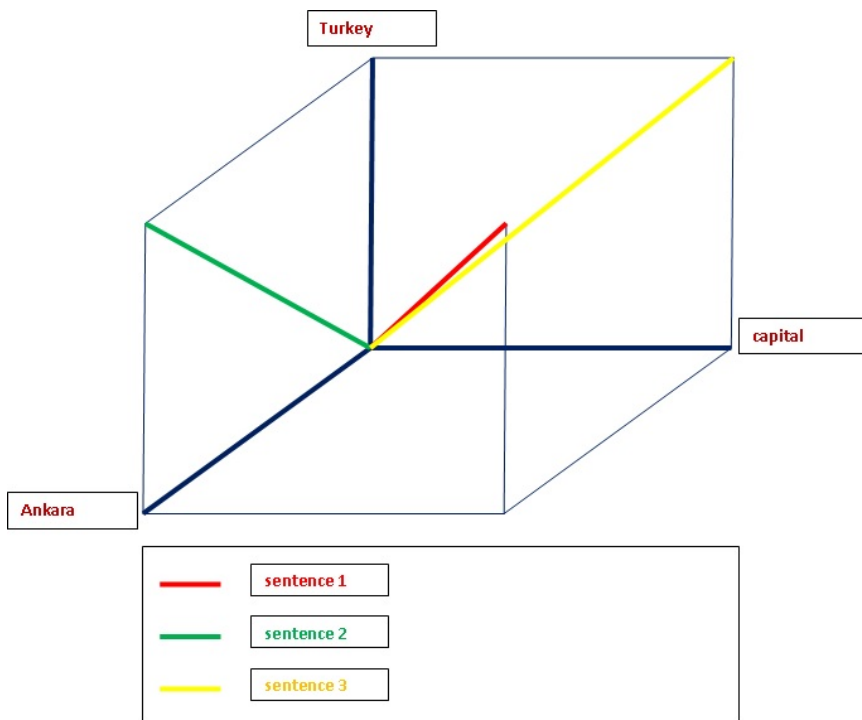 Turkey
capital
Ankara
sentence 1
sentence 2
sentence 3